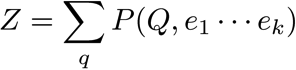 Z = \sum_{q} P(Q, e_1 \cdots e_k)